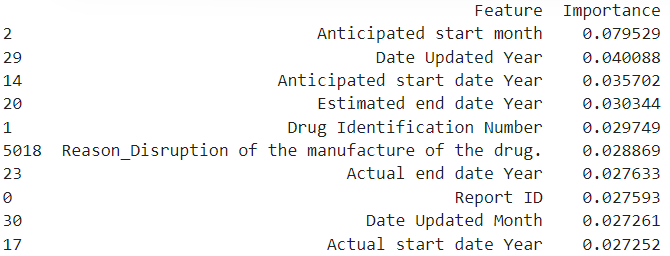 Feature Importance
2 Anticipated start month 0.079529
29 Date Updated Year 0.040088
14 Anticipated start date Year 0.035702
20 Estimated end date Year 0.030344
1 Drug Identification Number 0.029749
5018 Reason_Disruption of the manufacture of the drug. 0.028869
23 Actual end date Year 0.027633
0 Report ID 0.027593
30 Date Updated Month 0.027261
17 Actual start date Year 0.027252